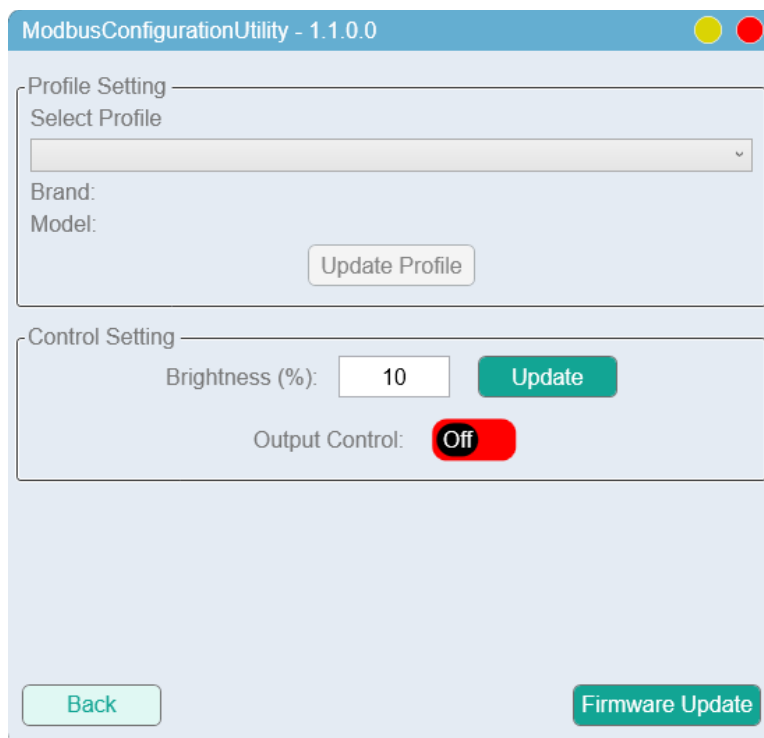 ModbusConfigurationUtility - 1.1.0.0
Profile Setting
Select Profile
Brand:
Model:
Update Profile
Control Setting
Brightness (%): 10 Update
Output Control: Off
Back Firmware Update